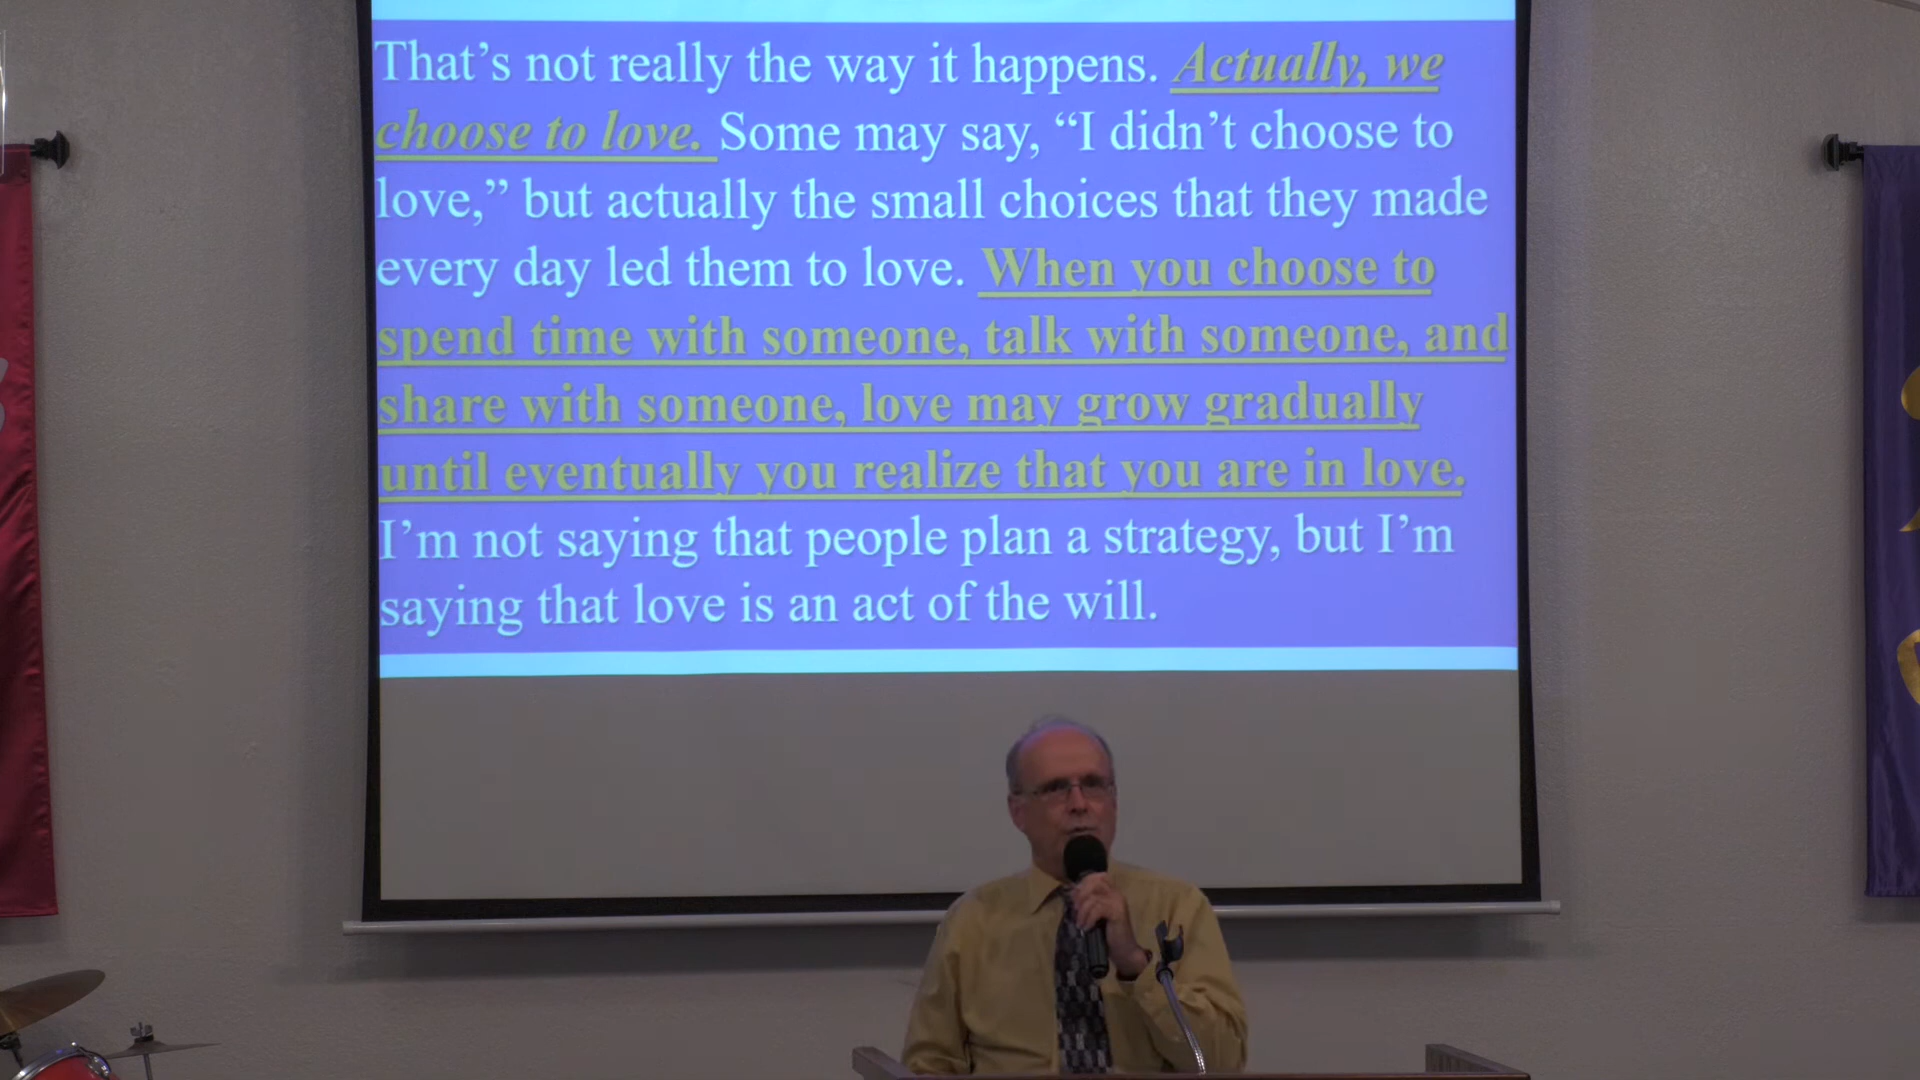 That’s not really the way it happens. Actually, we
choose to love. Some may say, “I didn’t choose to
love,” but actually the small choices that they made
every day led them to love. When you choose to
spend time with someone, talk with someone, and
share with someone, love may grow gradually
until eventually you realize that you are in love.
I’m not saying that people plan a strategy, but I’m
saying that love is an act of the will.